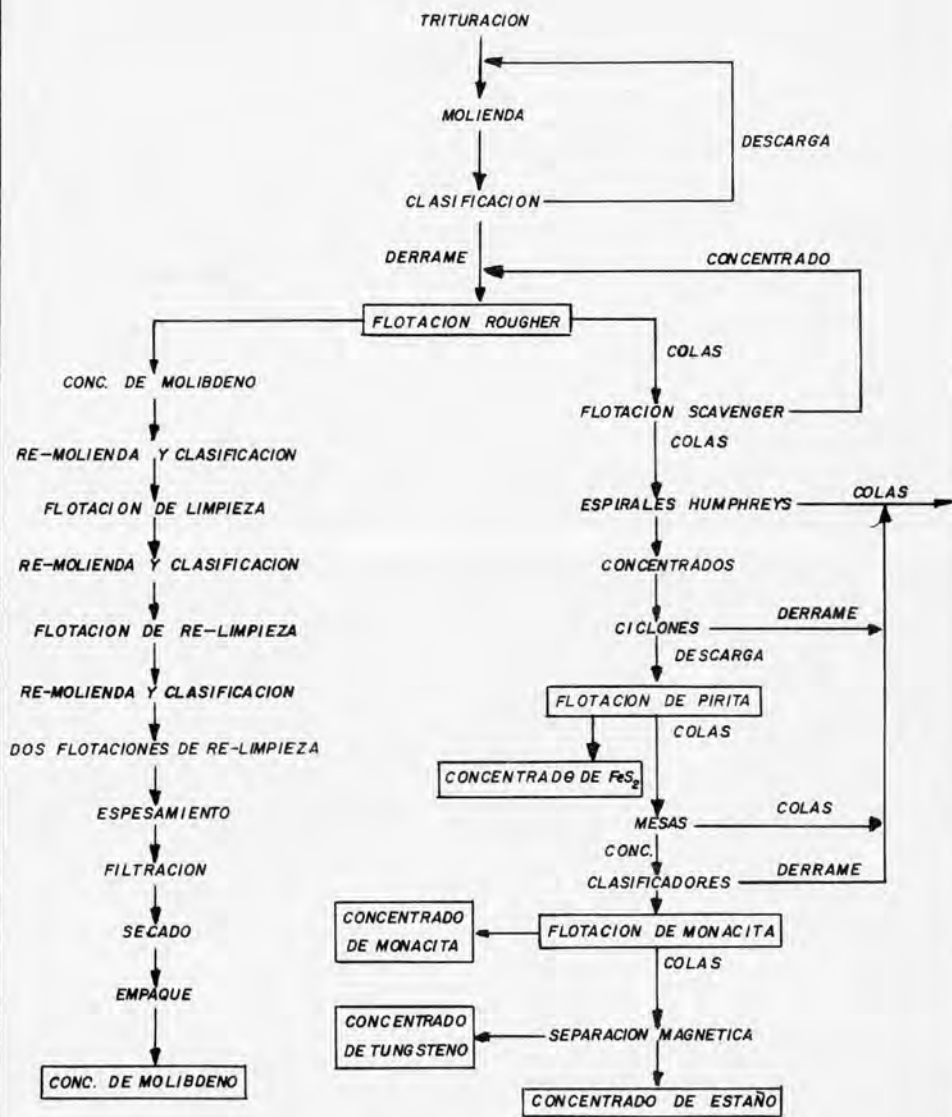 TRITURACION
MOLIENDA
DESCARGA
CLASIFICACION
DERRAME
CONCENTRADO
FLOTACION ROUGHER
COLAS
CONC. DE MOLIBDENO
FLOTACION SCAVENGER
COLAS
RE-MOLIENDA Y CLASIFICACION
FLOTACION DE LIMPIEZA
ESPIRALES HUMPHREYS
COLAS
RE-MOLIENDA Y CLASIFICACION
CONCENTRADOS
FLOTACION DE RE-LIMPIEZA
CICLONES
DERRAME
DESCARGA
RE-MOLIENDA Y CLASIFICACION
FLOTACION DE PIRITA
COLAS
DOS FLOTACIONES DE RE-LIMPIEZA
CONCENTRADO DE FeS₂
ESPESAMIENTO
MESAS
COLAS
CONC.
FILTRACION
CLASIFICADORES
DERRAME
CONCENTRADO
DE MONACITA
FLOTACION DE MONACITA
SECADO
COLAS
EMPAQUE
CONCENTRADO
DE TUNGSTENO
SEPARACION MAGNETICA
CONC. DE MOLIBDENO
CONCENTRADO DE ESTAÑO